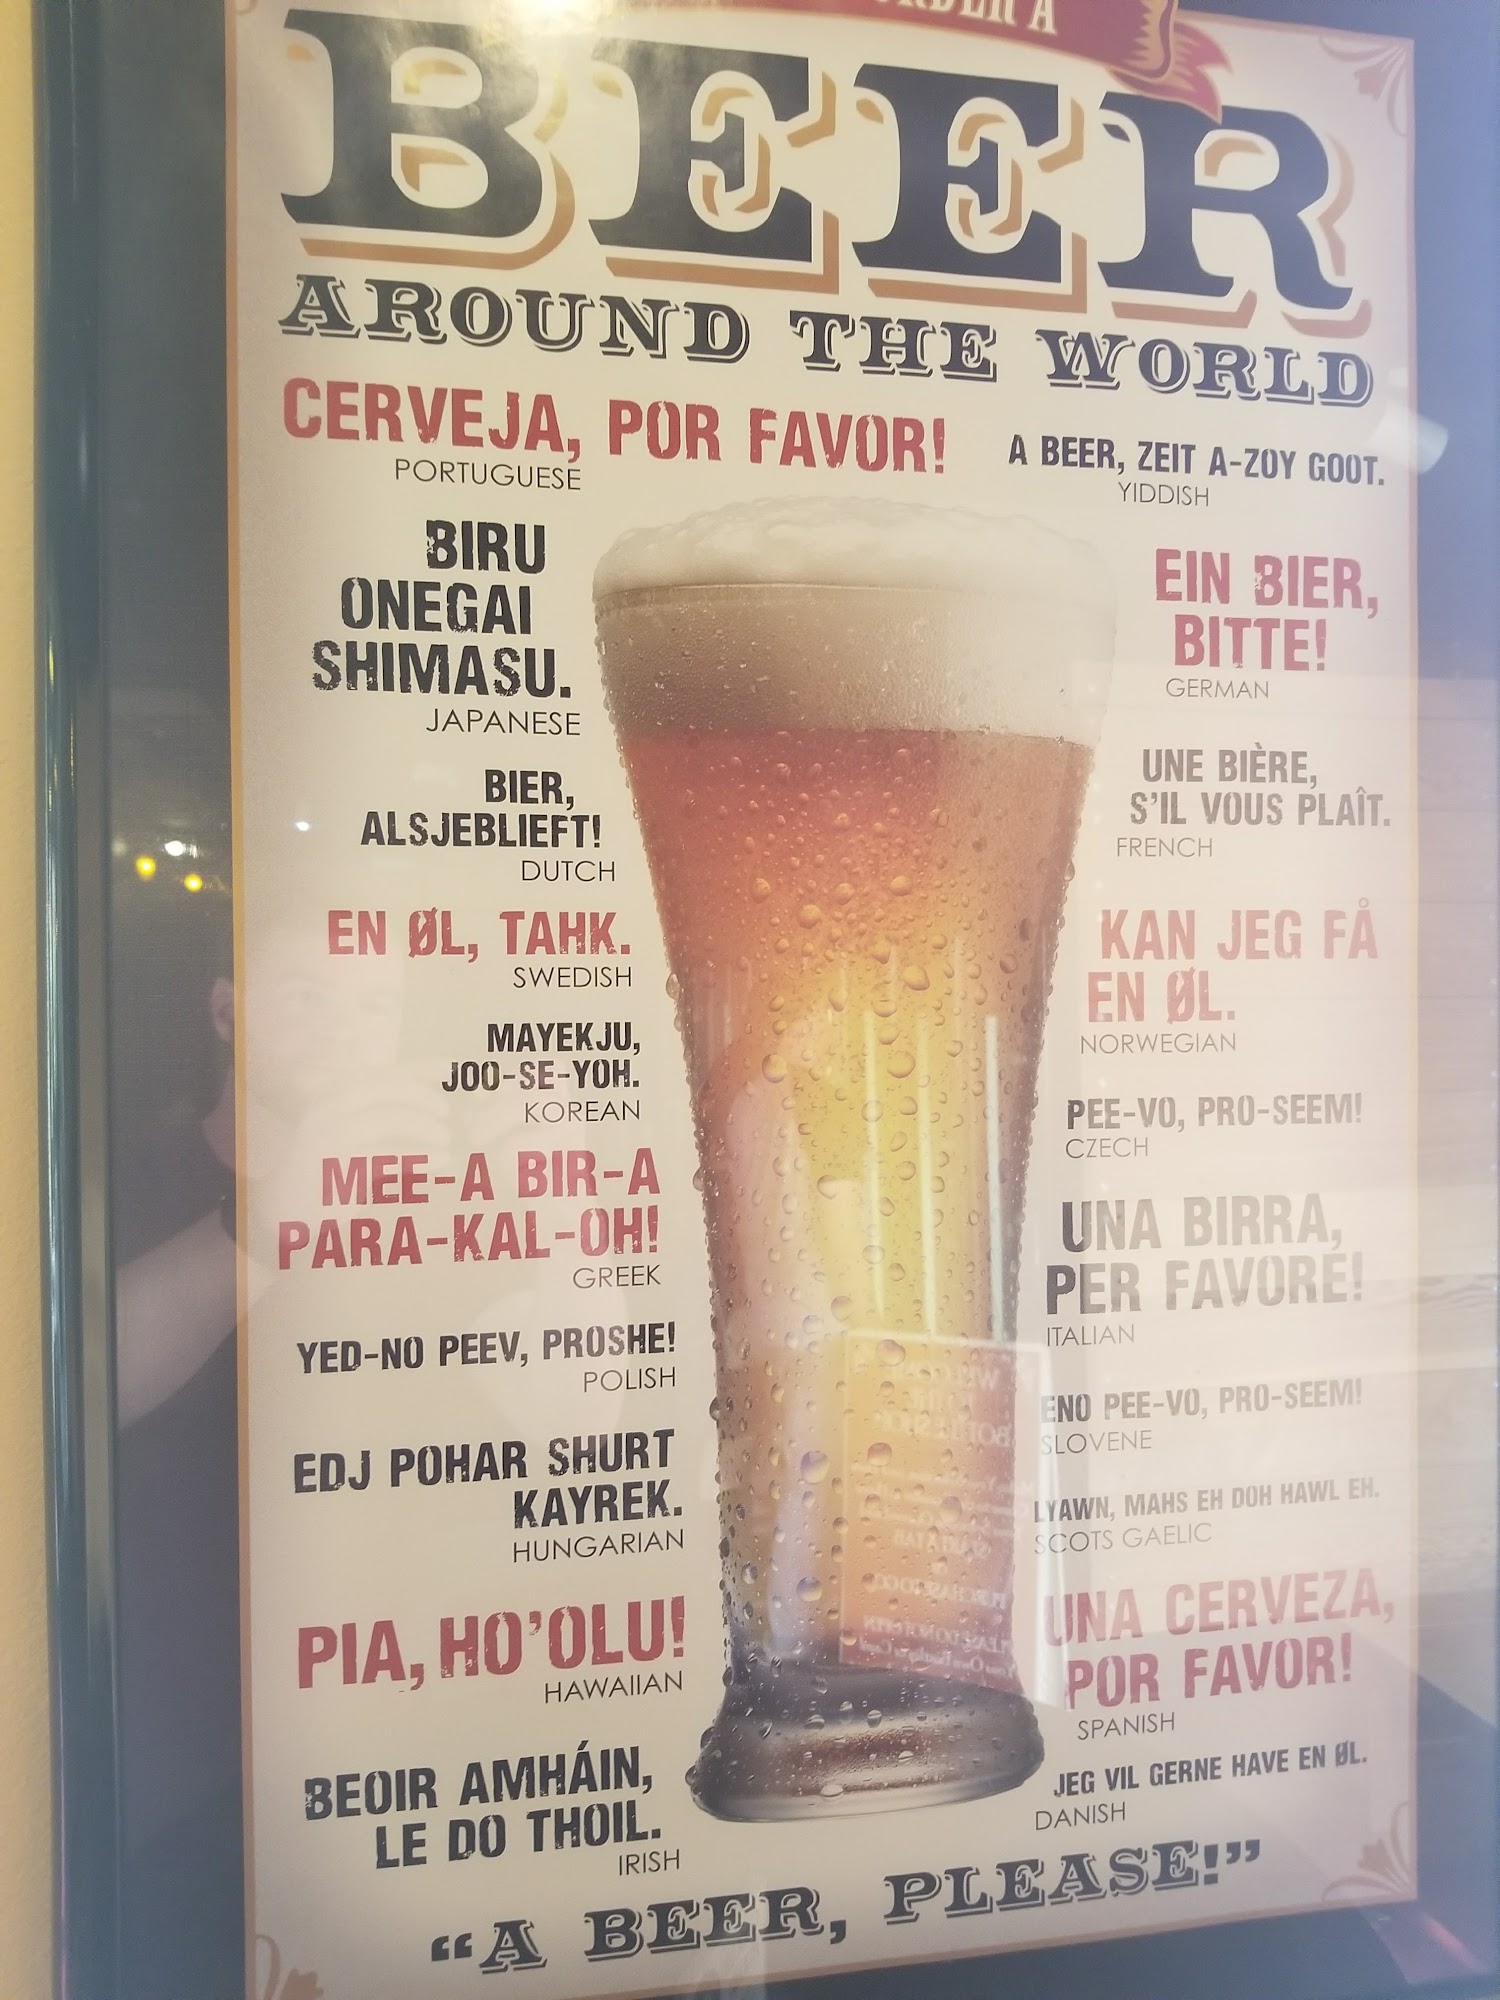 ORDER A
BEER
AROUND THE WORLD
CERVEJA, POR FAVOR!
PORTUGUESE
BIRU
ONEGAI
SHIMASU.
JAPANESE
BIER,
ALSJEBLIEFT!
DUTCH
EN ØL, TAHK.
SWEDISH
MAYEKJU,
JOO-SE-YOH.
KOREAN
MEE-A BIR-A
PARA-KAL-OH!
GREEK
YED-NO PEEV, PROSHE!
POLISH
EDJ POHAR SHURT
KAYREK.
HUNGARIAN
PIA, HO'OLU!
HAWAIIAN
BEOIR AMHÁIN,
LE DO THOIL.
IRISH
A BEER, ZEIT A-ZOY GOOT.
YIDDISH
EIN BIER,
BITTE!
GERMAN
UNE BIÈRE,
S'IL VOUS PLAÎT.
FRENCH
KAN JEG FÅ
EN ØL.
NORWEGIAN
PEE-VO, PRO-SEEM!
CZECH
UNA BIRRA,
PER FAVORE!
ITALIAN
ENO PEE-VO, PRO-SEEM!
SLOVENE
LYAWN, MAHS EH DOH HAWL EH.
SCOTS GAELIC
UNA CERVEZA,
POR FAVOR!
SPANISH
JEG VIL GERNE HAVE EN ØL.
DANISH
"A BEER, PLEASE!"